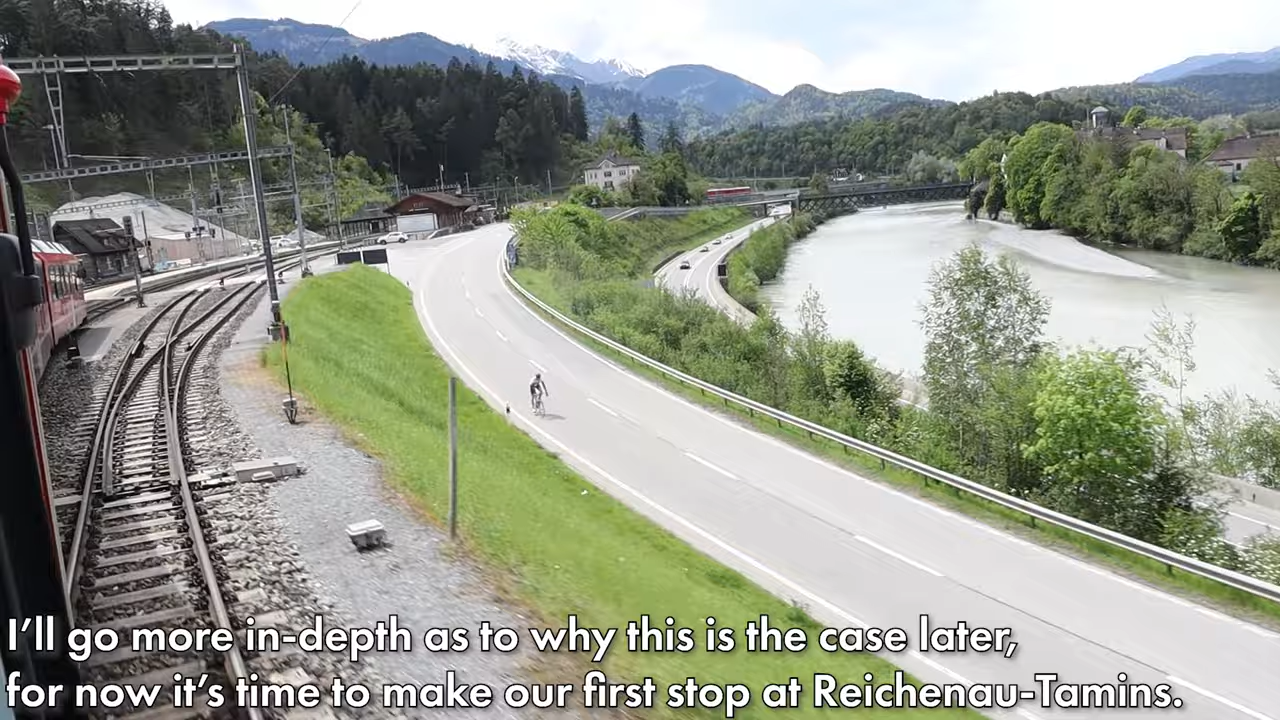 I'll go more in-depth as to why this is the case later,
for now it's time to make our first stop at Reichenau-Tamins.